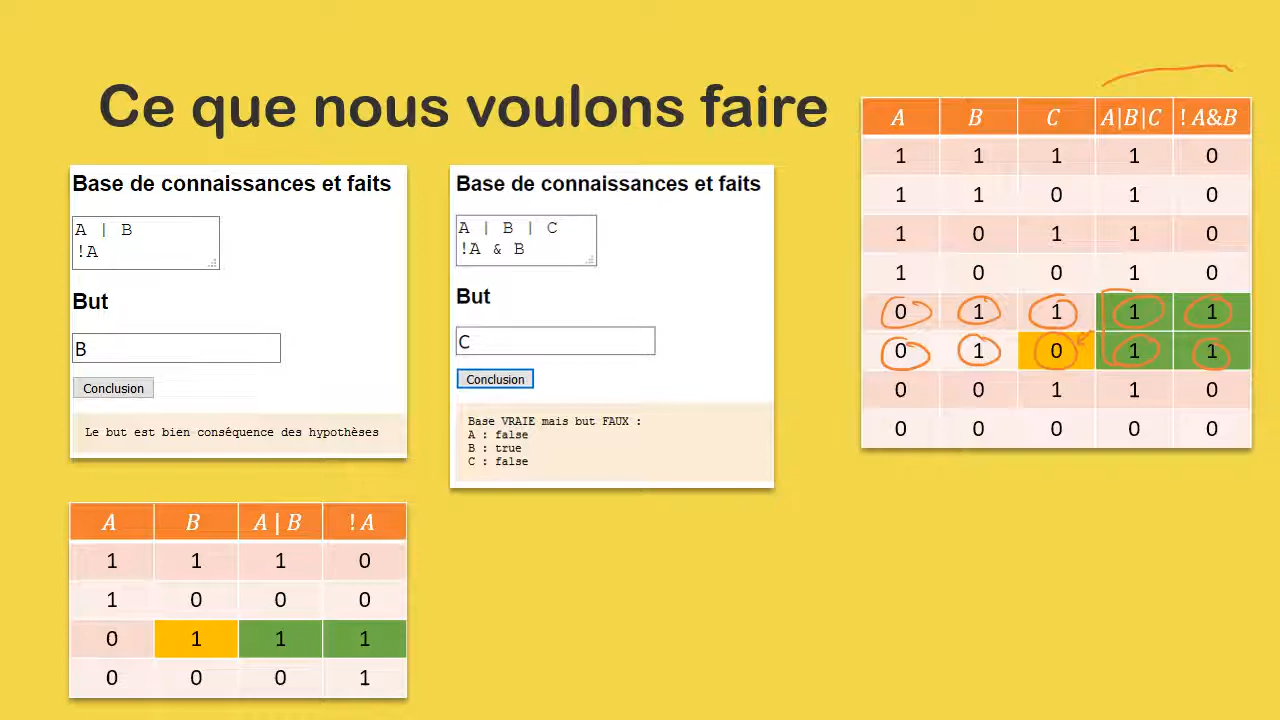 Ce que nous voulons faire
Base de connaissances et faits
A | B
!A
But
B
Conclusion
Le but est bien conséquence des hypothèses
Base de connaissances et faits
A | B | C
!A & B
But
C
Conclusion
Base VRAIE mais but FAUX :
A : false
B : true
C : false
A B C A|B|C !A&B
1 1 1 1 0
1 1 0 1 0
1 0 1 1 0
1 0 0 1 0
0 1 1 1 1
0 1 0 1 1
0 0 1 1 0
0 0 0 0 0
A B A | B !A
1 1 1 0
1 0 0 0
0 1 1 1
0 0 0 1